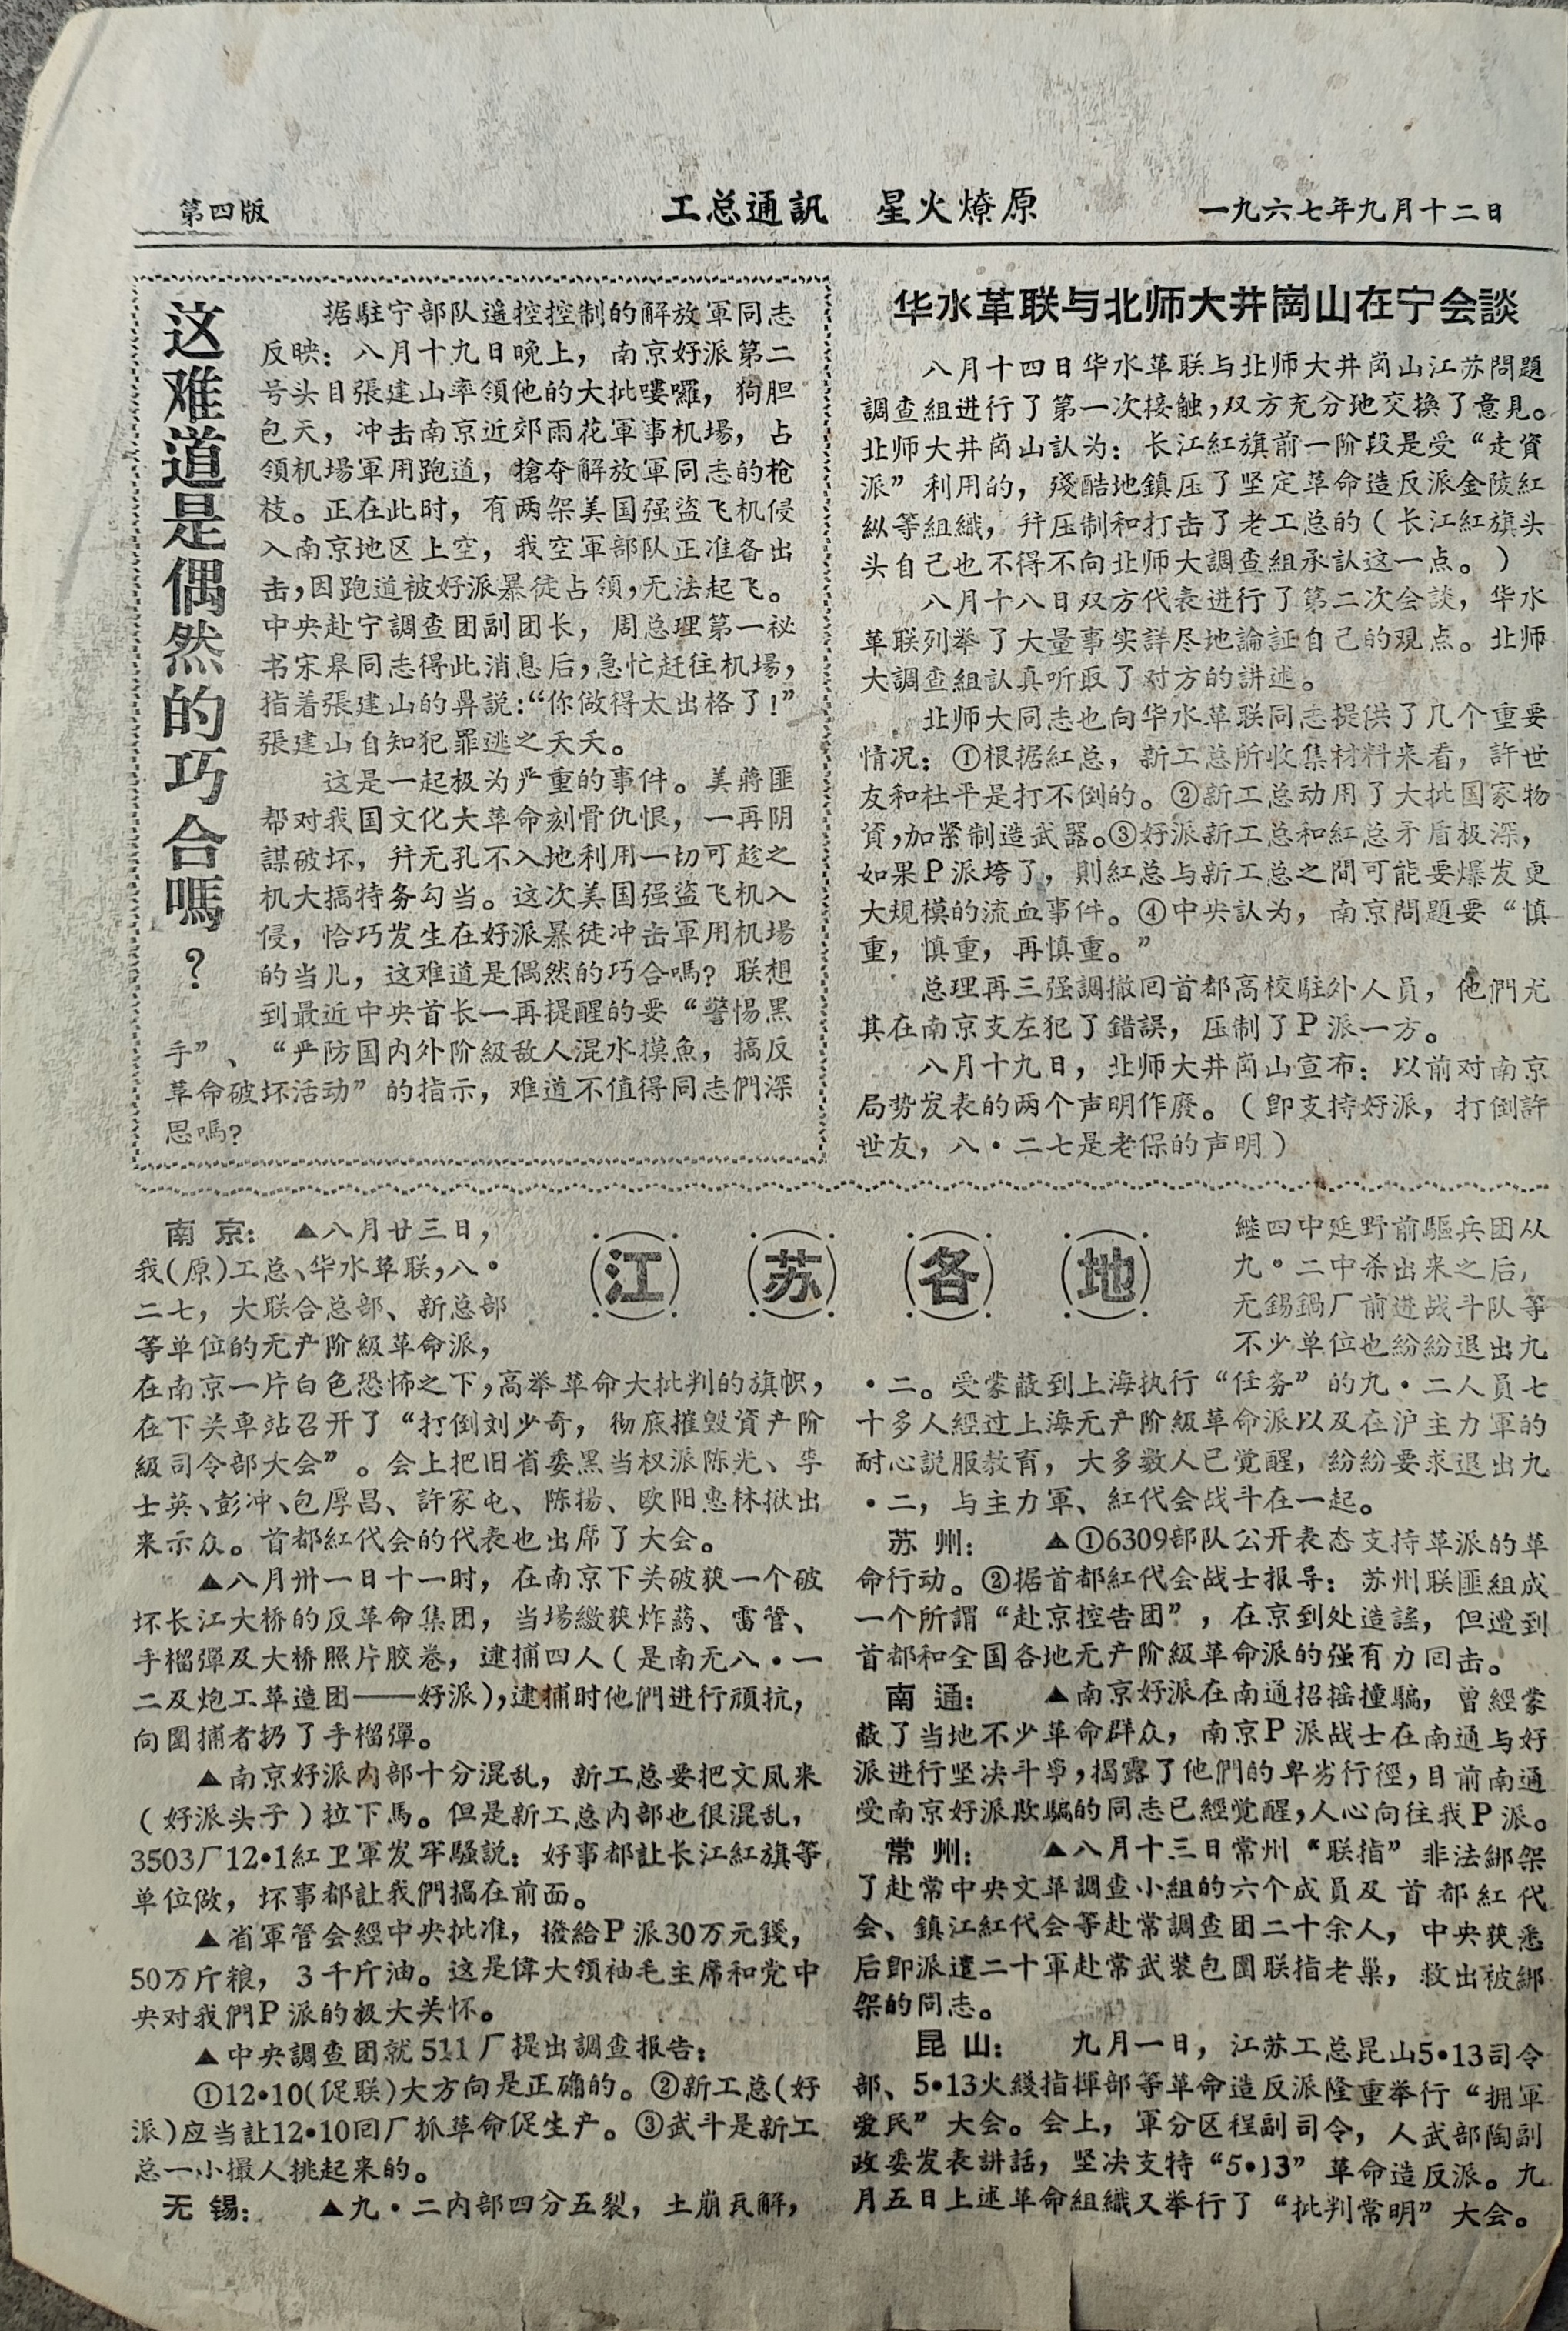 第四版
工总通訊　星火燎原
一九六七年九月十二日
这难道是偶然的巧合嗎？
据駐宁部队遥控控制的解放軍同志
反映：八月十九日晚上，南京好派第二
号头目張建山率領他的大批嘍囉，狗胆
包天，冲击南京近郊雨花軍事机場，占
领机場軍用跑道，搶夺解放軍同志的枪
枝。正在此时，有两架美国强盗飞机侵
入南京地区上空，我空軍部队正准备出
击，因跑道被好派暴徒占领，无法起飞。
中央赴宁調查团副团长，周总理第一祕
书宋皋同志得此消息后，急忙赶往机場，
指着張建山的鼻説：“你做得太出格了！”
張建山自知犯罪逃之夭夭。
这是一起极为严重的事件。美蔣匪
帮对我国文化大革命刻骨仇恨，一再阴
謀破坏，幷无孔不入地利用一切可趁之
机大搞特务勾当。这次美国强盗飞机入
侵，恰巧发生在好派暴徒冲击軍用机場
的当儿，这难道是偶然的巧合嗎？联想
到最近中央首长一再提醒的要“警惕黑
手”、“严防国内外阶級敌人混水摸魚，搞反
革命破坏活动”的指示，难道不值得同志們深
思嗎？
华水革联与北师大井崗山在宁会談
八月十四日华水革联与北师大井崗山江苏問題
調查組进行了第一次接触，双方充分地交換了意見。
北师大井崗山認为：长江紅旗前一阶段是受“走資
派”利用的，殘酷地鎮压了坚定革命造反派金陵紅
纵等組織，幷压制和打击了老工总的（长江紅旗头
头自己也不得不向北师大調查組承認这一点。）
八月十八日双方代表进行了第二次会談，华水
革联列举了大量事实詳尽地論証自己的观点。北师
大調查組認真听取了对方的讲述。
北师大同志也向华水革联同志提供了几个重要
情况：①根据紅总，新工总所收集材料来看，許世
友和杜平是打不倒的。②新工总动用了大批国家物
資，加紧制造武器。③好派新工总和紅总矛盾极深，
如果P派垮了，則紅总与新工总之間可能要爆发更
大規模的流血事件。④中央認为，南京問題要“慎
重，慎重，再慎重。”
总理再三强調撤回首都高校駐外人員，他們尤
其在南京支左犯了錯誤，压制了P派一方。
八月十九日，北师大井崗山宣布：以前对南京
局势发表的两个声明作廢。（卽支持好派，打倒許
世友，八·二七是老保的声明）
江苏各地
南京：　▲八月廿三日，
我（原）工总、华水革联，八·
二七，大联合总部、新总部
等单位的无产阶級革命派，
在南京一片白色恐怖之下，高举革命大批判的旗帜，
在下关車站召开了“打倒刘少奇，彻底摧毁資产阶
級司令部大会”。会上把旧省委黑当权派陈光、李
士英、彭冲、包厚昌、許家屯、陈揚、欧阳惠林揪出
来示众。首都紅代会的代表也出席了大会。
▲八月卅一日十一时，在南京下关破获一个破
坏长江大桥的反革命集团，当場繳获炸葯、雷管、
手榴彈及大桥照片胶卷，逮捕四人（是南无八·一
二及炮工革造团——好派），逮捕时他們进行頑抗，
向圍捕者扔了手榴彈。
▲南京好派内部十分混乱，新工总要把文凤来
（好派头子）拉下馬。但是新工总内部也很混乱，
3503厂12·1紅卫軍发牢騷説：好事都让长江紅旗等
单位做，坏事都让我們搞在前面。
▲省軍管会經中央批准，撥給P派30万元錢，
50万斤粮，3千斤油。这是偉大領袖毛主席和党中
央对我們P派的极大关怀。
▲中央調查团就511厂提出調查报告：
①12·10（促联）大方向是正确的。②新工总（好
派）应当让12·10回厂抓革命促生产。③武斗是新工
总一小撮人挑起来的。
无锡：　▲九·二内部四分五裂，土崩瓦解，
継四中延野前驅兵团从
九·二中杀出来之后，
无錫鍋厂前进战斗队等
不少单位也紛紛退出九
·二。受蒙蔽到上海执行“任务”的九·二人員七
十多人經过上海无产阶級革命派以及在沪主力軍的
耐心説服教育，大多数人已觉醒，紛紛要求退出九
·二，与主力軍、紅代会战斗在一起。
苏州：　▲①6309部队公开表态支持革派的革
命行动。②据首都紅代会战士报导：苏州联匪組成
一个所謂“赴京控告团”，在京到处造謠，但遭到
首都和全国各地无产阶級革命派的强有力回击。
南通：　▲南京好派在南通招摇撞騙，曾經蒙
蔽了当地不少革命群众，南京P派战士在南通与好
派进行坚决斗爭，揭露了他們的卑劣行徑，目前南通
受南京好派欺騙的同志已經觉醒，人心向往我P派。
常州：　▲八月十三日常州“联指”非法綁架
了赴常中央文革調查小組的六个成員及首都紅代
会、鎮江紅代会等赴常調查团二十余人，中央获悉
后卽派遣二十軍赴常武装包圍联指老巢，救出被綁
架的同志。
昆山：　九月一日，江苏工总昆山5·13司令
部、5·13火綫指揮部等革命造反派隆重举行“拥軍
爱民”大会。会上，軍分区程副司令，人武部陶副
政委发表讲話，坚决支持“5·13”革命造反派。九
月五日上述革命組織又举行了“批判常明”大会。